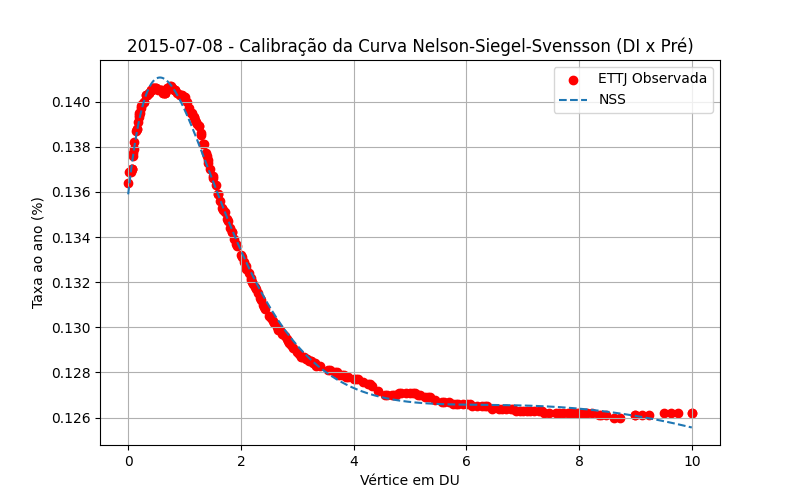 2015-07-08 - Calibração da Curva Nelson-Siegel-Svensson (DI x Pré)
ETTJ Observada
NSS
Taxa ao ano (%)
0.140
0.138
0.136
0.134
0.132
0.130
0.128
0.126
0 2 4 6 8 10
Vértice em DU